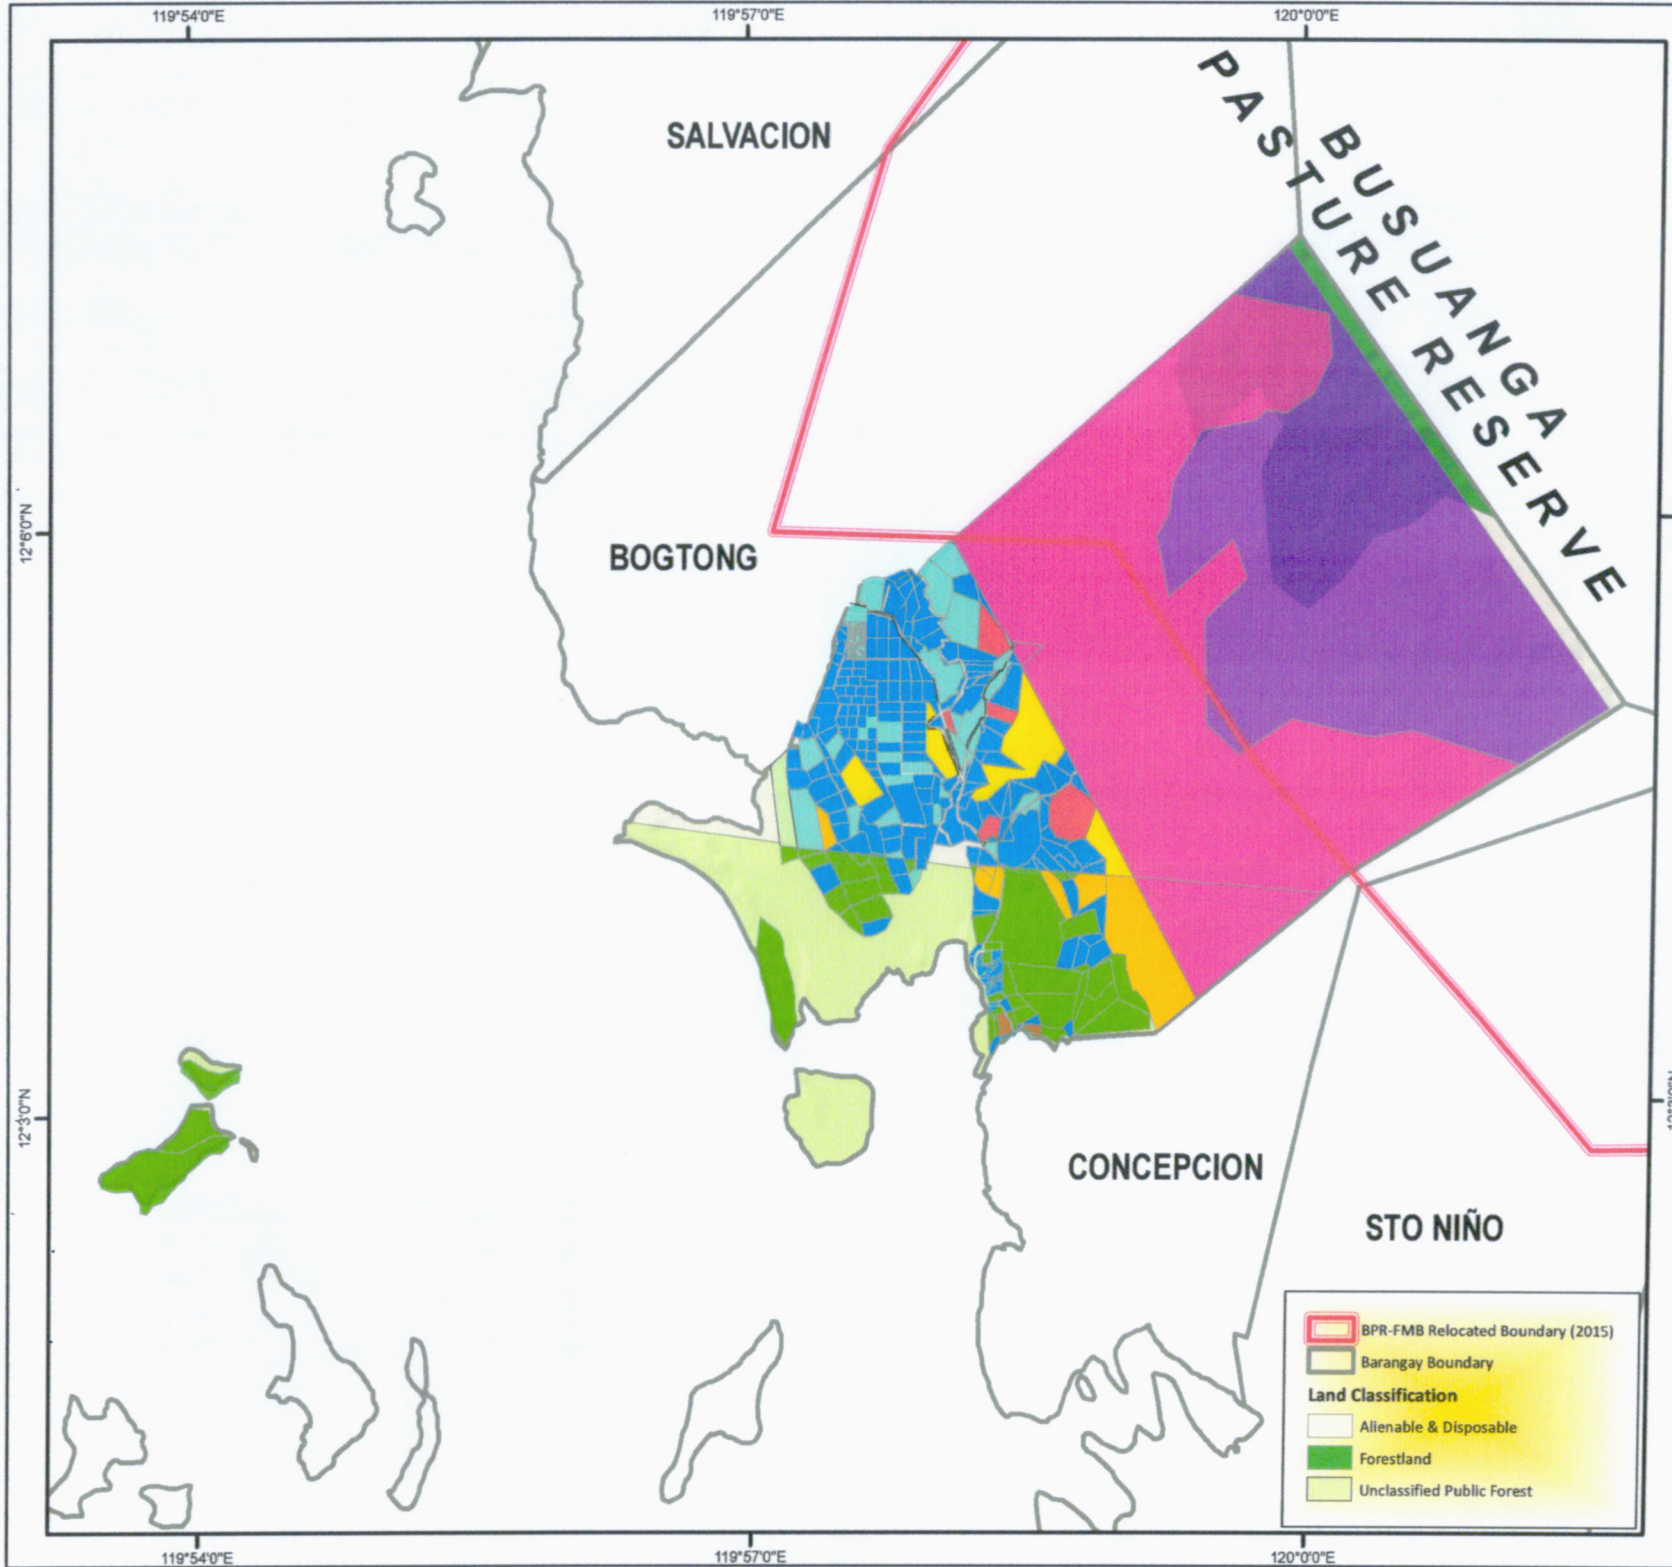 119°54'0"E
119°57'0"E
120°0'0"E
SALVACION
BUSUANGA
PASTURE RESERVE
12°6'0"N
BOGTONG
12°3'0"N
CONCEPCION
STO NIÑO
BPR-FMB Relocated Boundary (2015)
Barangay Boundary
Land Classification
Alienable & Disposable
Forestland
Unclassified Public Forest
119°54'0"E
119°57'0"E
120°0'0"E